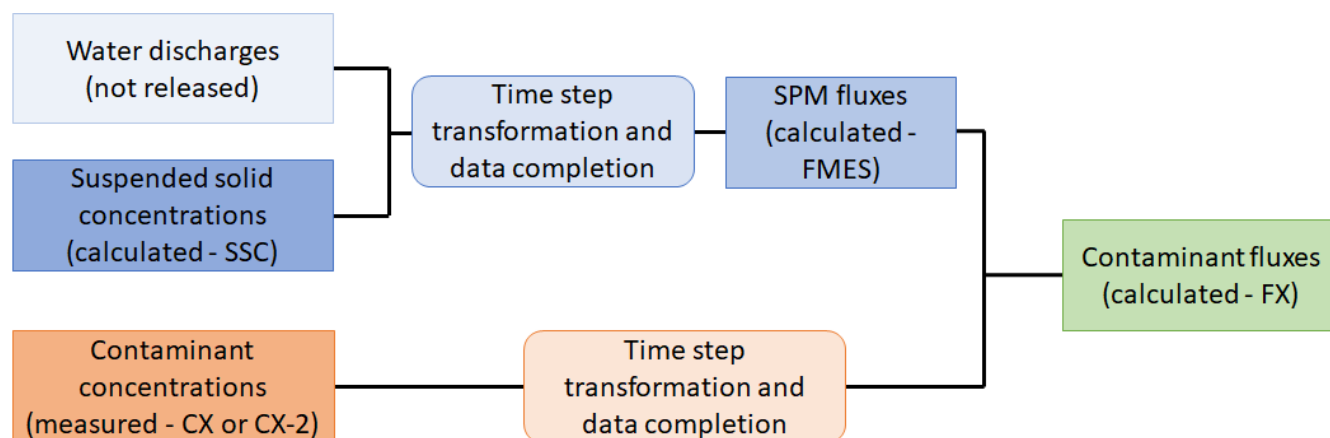 Water discharges
(not released)
Time step
transformation and
data completion
SPM fluxes
(calculated -
FMES)
Suspended solid
concentrations
(calculated - SSC)
Contaminant fluxes
(calculated - FX)
Contaminant
concentrations
(measured - CX or CX-2)
Time step
transformation and
data completion